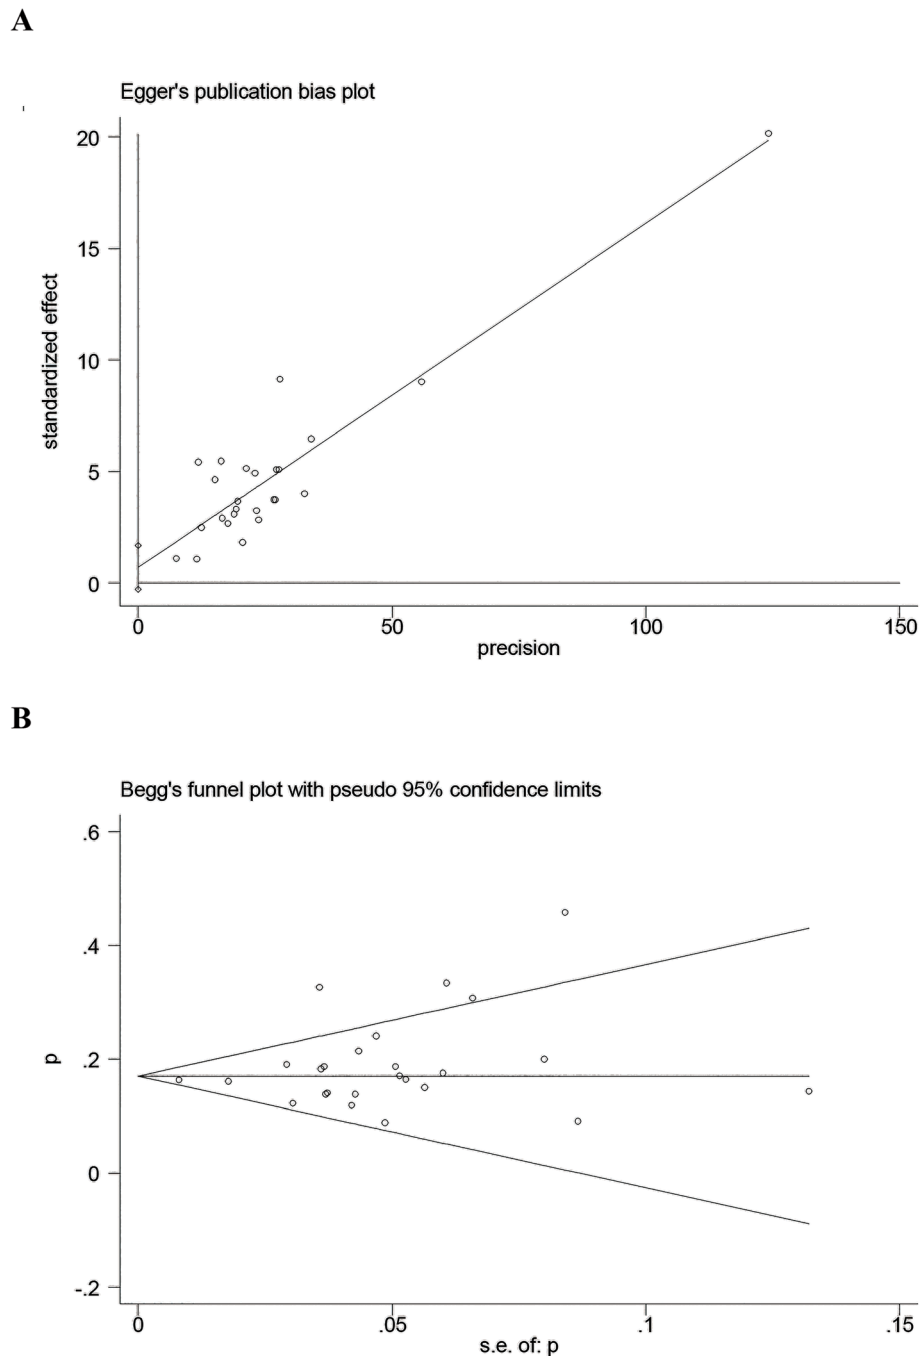 A
Egger's publication bias plot
20
15
10
5
0
standardized effect
0 50 100 150
precision
B
Begg's funnel plot with pseudo 95% confidence limits
.6
.4
.2
0
-.2
p
0 .05 .1 .15
s.e. of: p